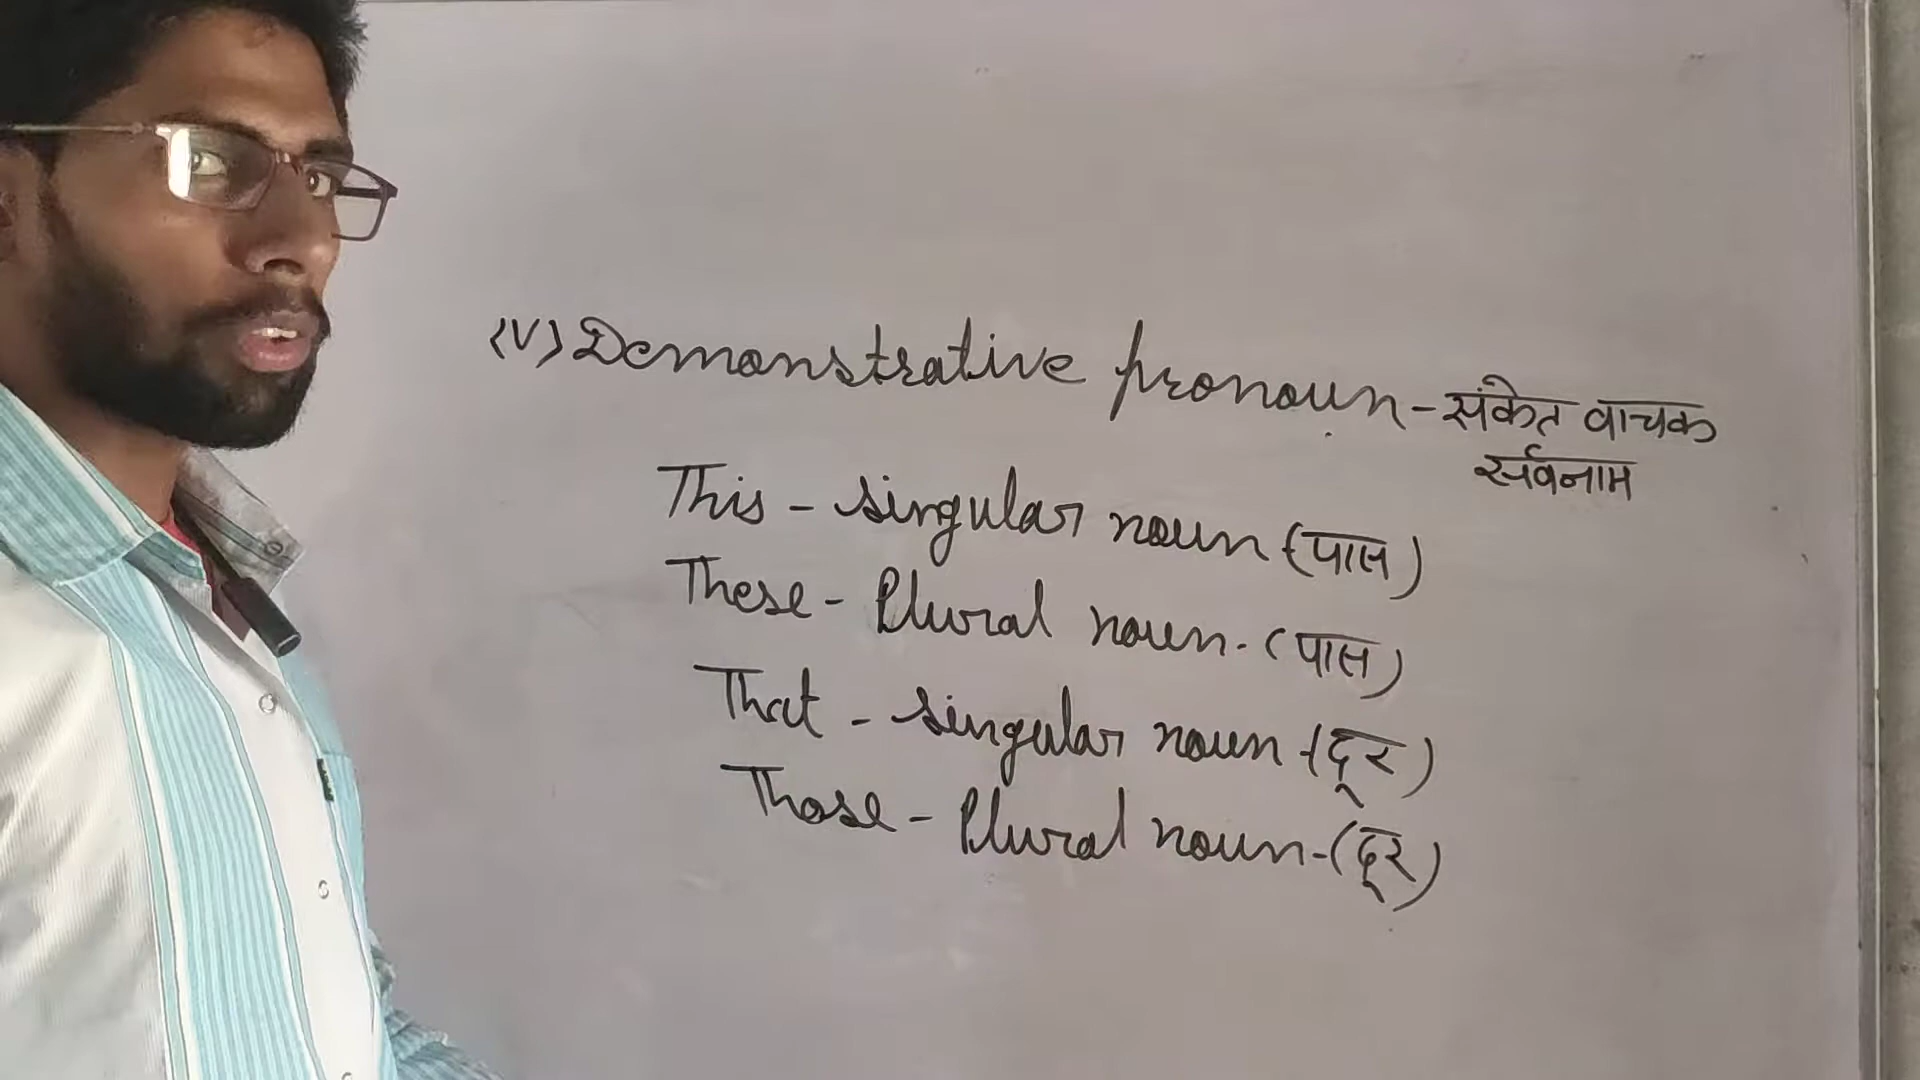 (V) Demonstrative pronoun - संकेत वाचक
सर्वनाम
This - singular noun (पास)
These - Plural noun. (पास)
That - singular noun (दूर)
Those - Plural noun - (दूर)